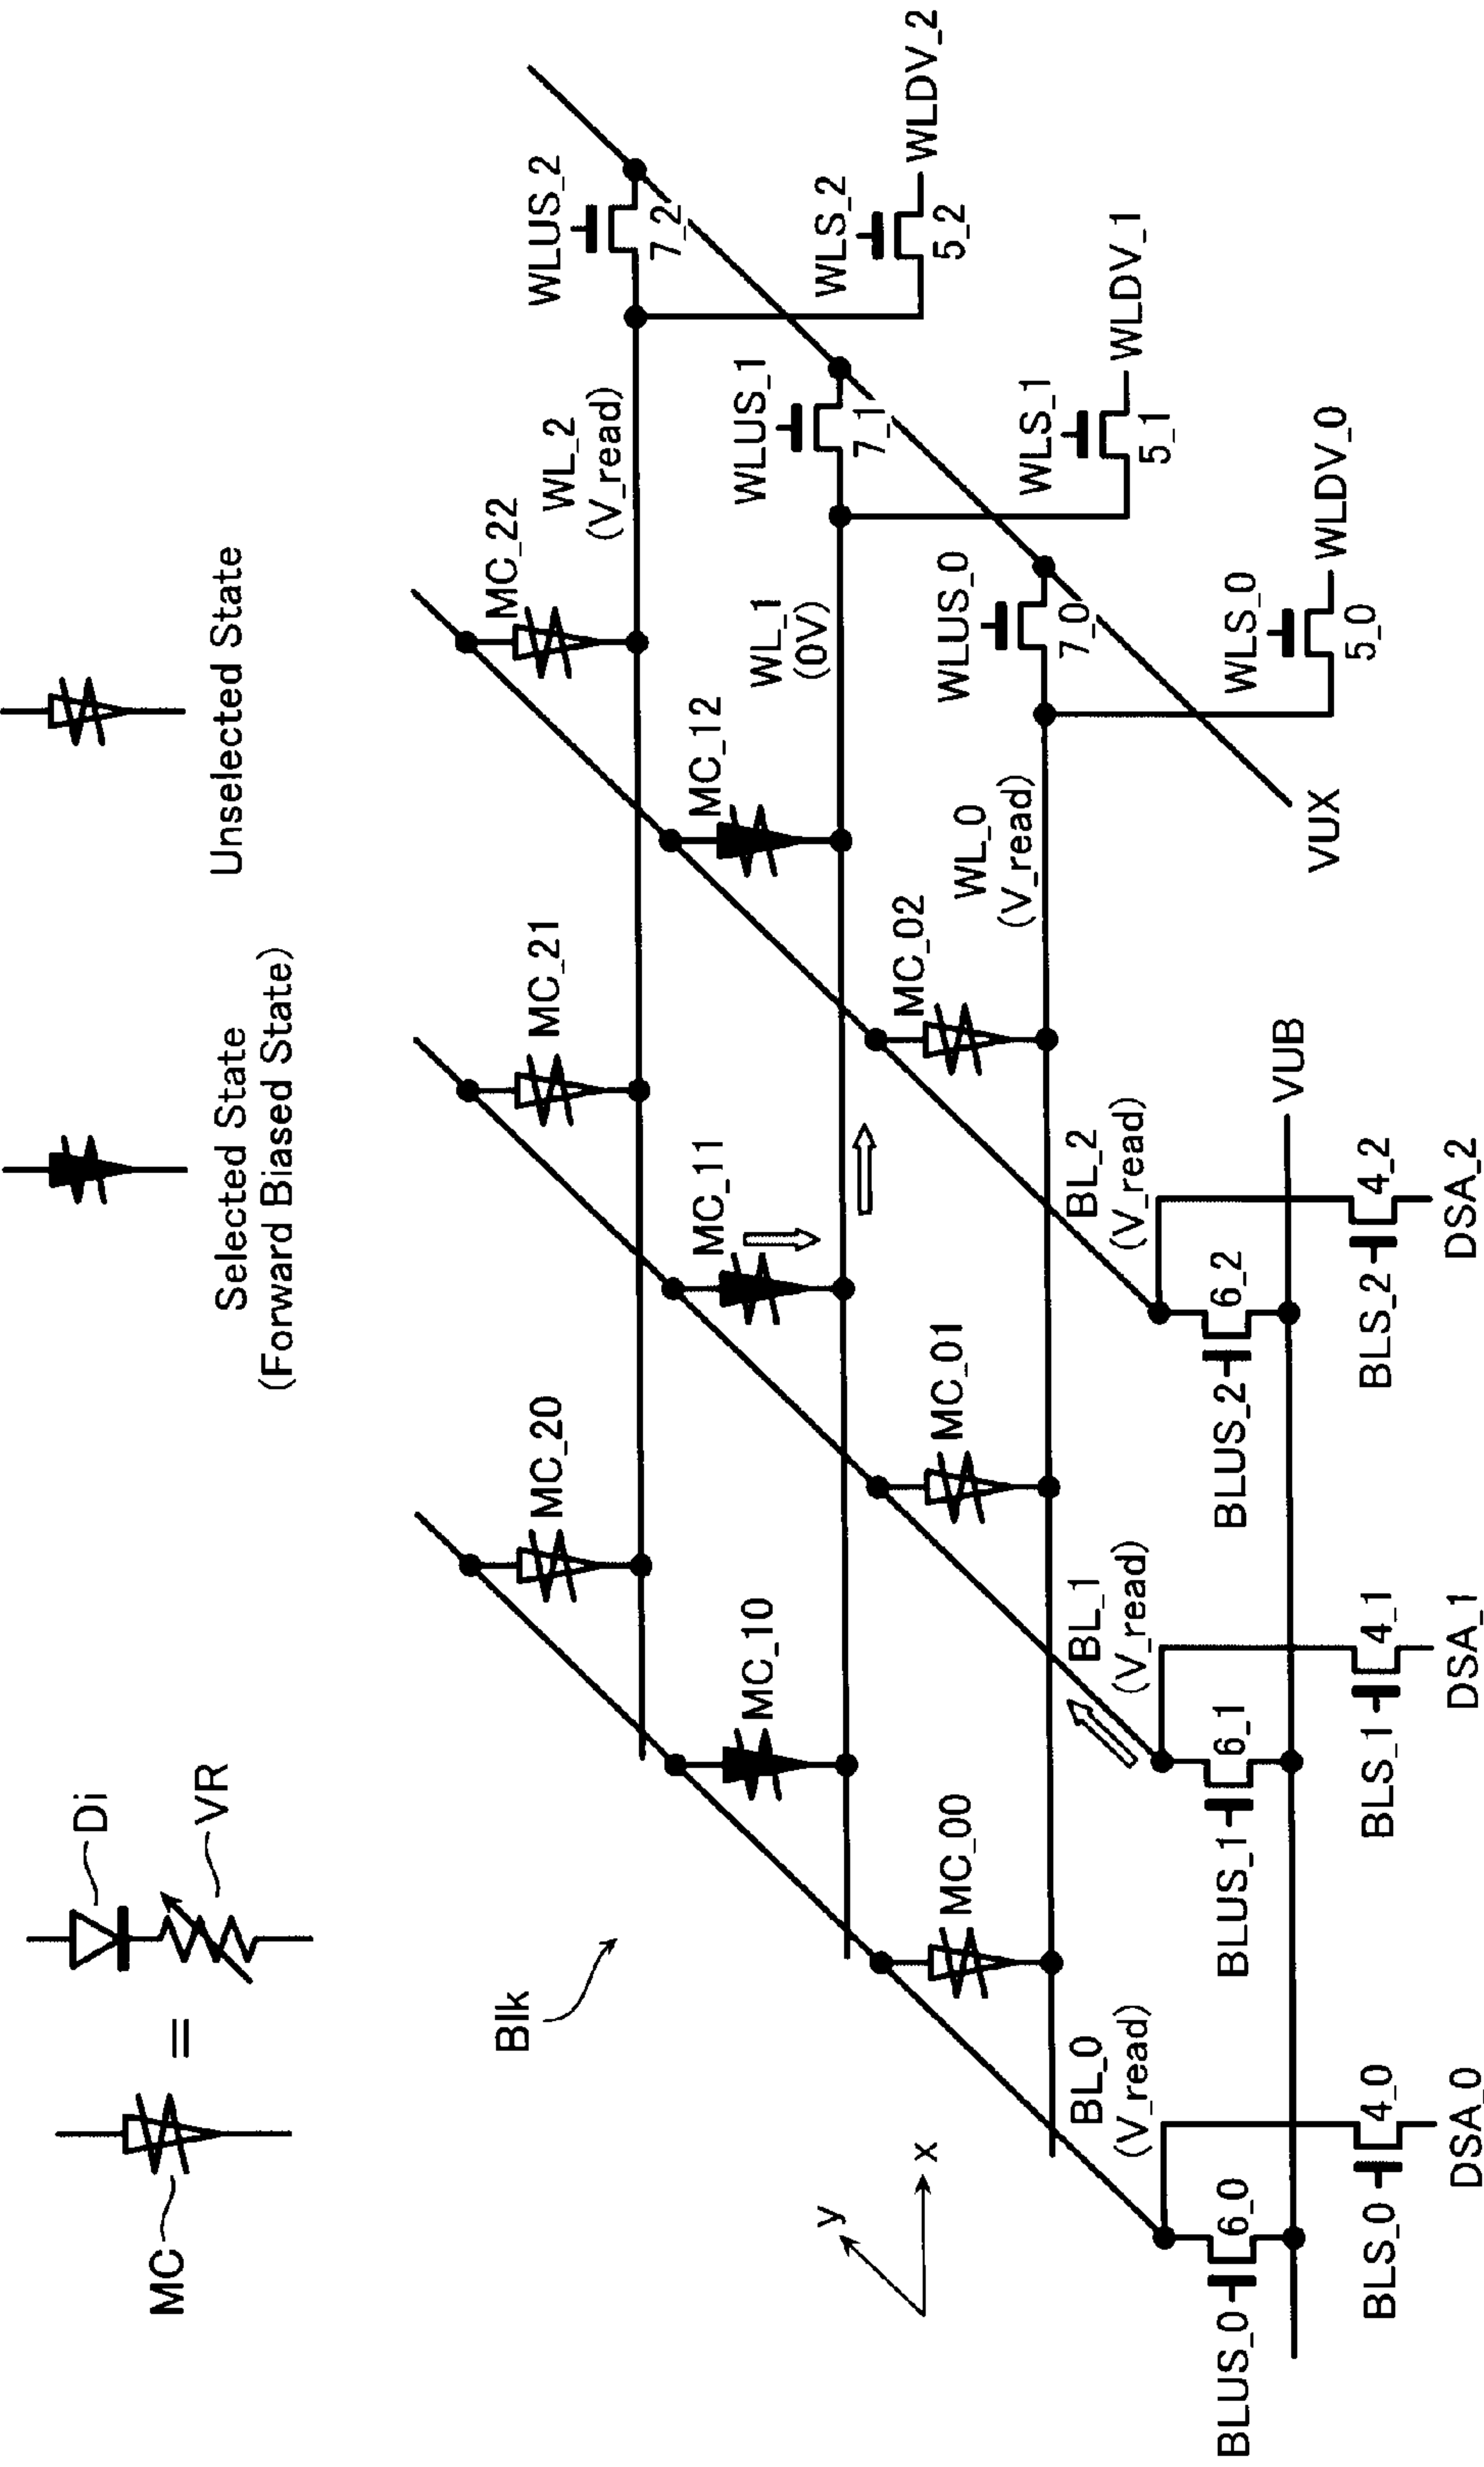 MC
=
Di
VR
Selected State
(Forward Biased State)
Unselected State
Blk
MC_20
MC_21
MC_22
WL_2
(V_read)
WLUS_2
7_2
MC_10
MC_11
MC_12
WL_1
(0V)
WLUS_1
7_1
WLS_2
5_2
WLDV_2
MC_00
MC_01
MC_02
WL_0
(V_read)
WLUS_0
7_0
WLS_1
5_1
WLDV_1
y
x
BL_0
(V_read)
BL_1
(V_read)
BL_2
(V_read)
WLS_0
5_0
WLDV_0
BLUS_0
6_0
BLUS_1
6_1
BLUS_2
6_2
VUB
VUX
BLS_0
4_0
BLS_1
4_1
BLS_2
4_2
DSA_0
DSA_1
DSA_2